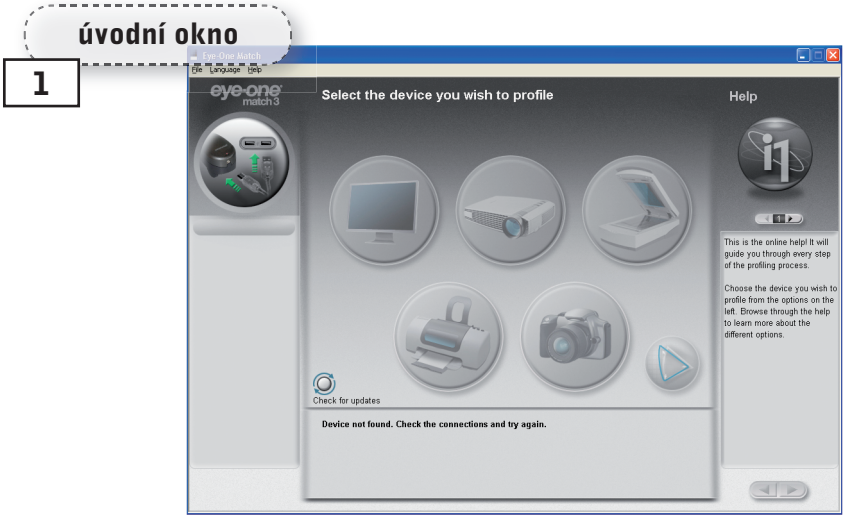 úvodní okno
1
Eye-One Match
File Language Help
eye-one
match 3
Select the device you wish to profile
Help
i1
1
This is the online help! It will
guide you through every step
of the profiling process.
Choose the device you wish to
profile from the options on the
left. Browse through the help
to learn more about the
different options.
Check for updates
Device not found. Check the connections and try again.